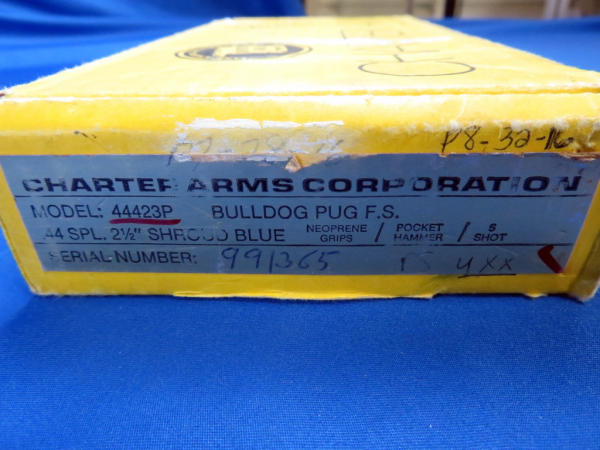 P8-32-16
CHARTER ARMS CORPORATION
MODEL: 44423P BULLDOG PUG F.S.
.44 SPL. 2½" SHROUD BLUE NEOPRENE GRIPS / POCKET HAMMER / 5 SHOT
SERIAL NUMBER: 991365 yxx